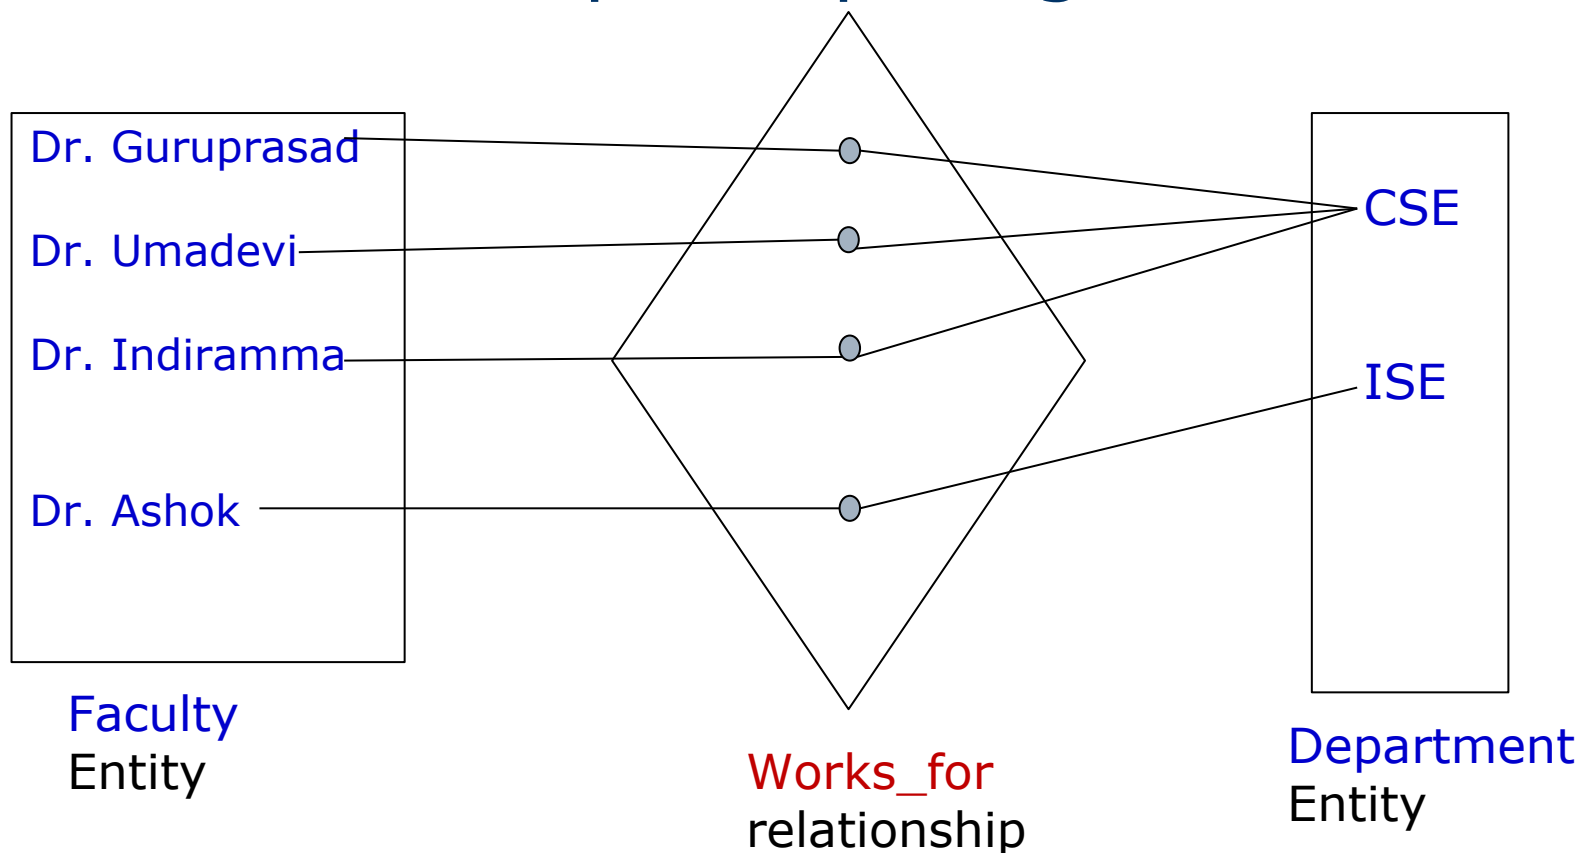 Dr. Guruprasad
Dr. Umadevi
Dr. Indiramma
Dr. Ashok
CSE
ISE
Faculty
Entity
Works_for
relationship
Department
Entity